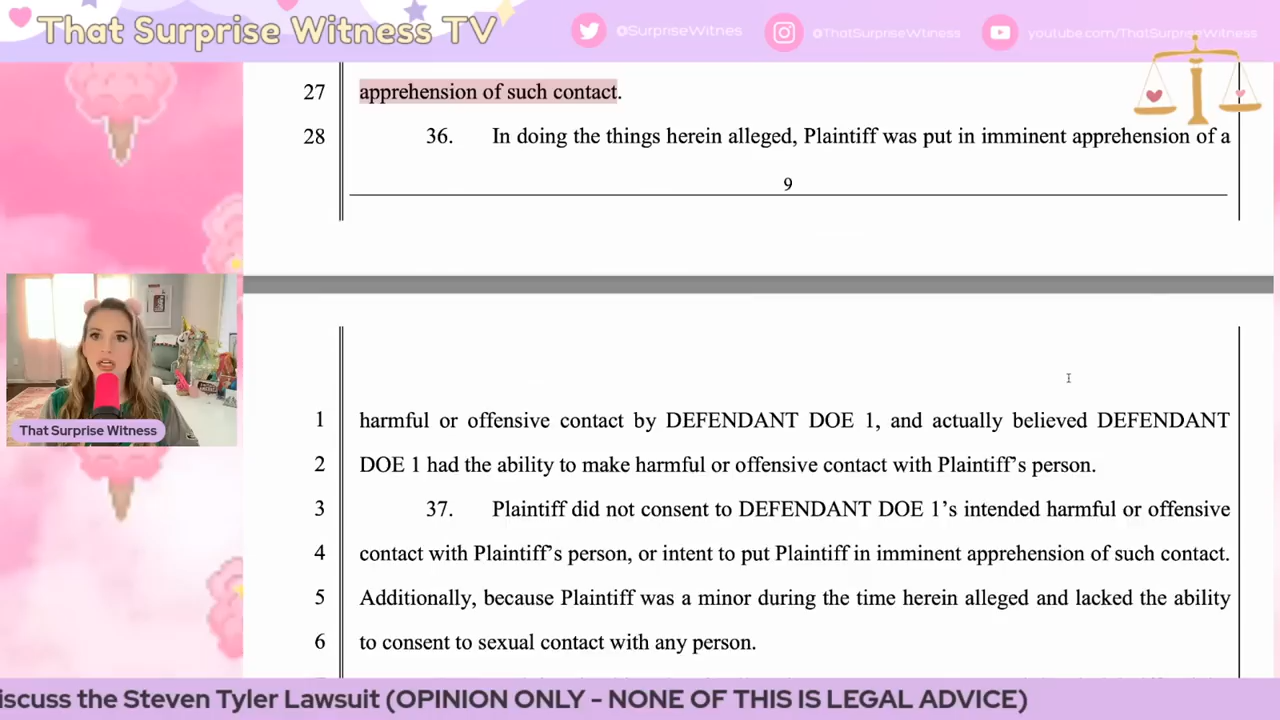 That Surprise Witness TV
@SurpriseWitnes
@ThatSurpriseWitness
youtube.com/ThatSurpriseWitness
27 apprehension of such contact.
28 36. In doing the things herein alleged, Plaintiff was put in imminent apprehension of a
9
1 harmful or offensive contact by DEFENDANT DOE 1, and actually believed DEFENDANT
2 DOE 1 had the ability to make harmful or offensive contact with Plaintiff's person.
3 37. Plaintiff did not consent to DEFENDANT DOE 1's intended harmful or offensive
4 contact with Plaintiff's person, or intent to put Plaintiff in imminent apprehension of such contact.
5 Additionally, because Plaintiff was a minor during the time herein alleged and lacked the ability
6 to consent to sexual contact with any person.
That Surprise Witness
iscuss the Steven Tyler Lawsuit (OPINION ONLY - NONE OF THIS IS LEGAL ADVICE)